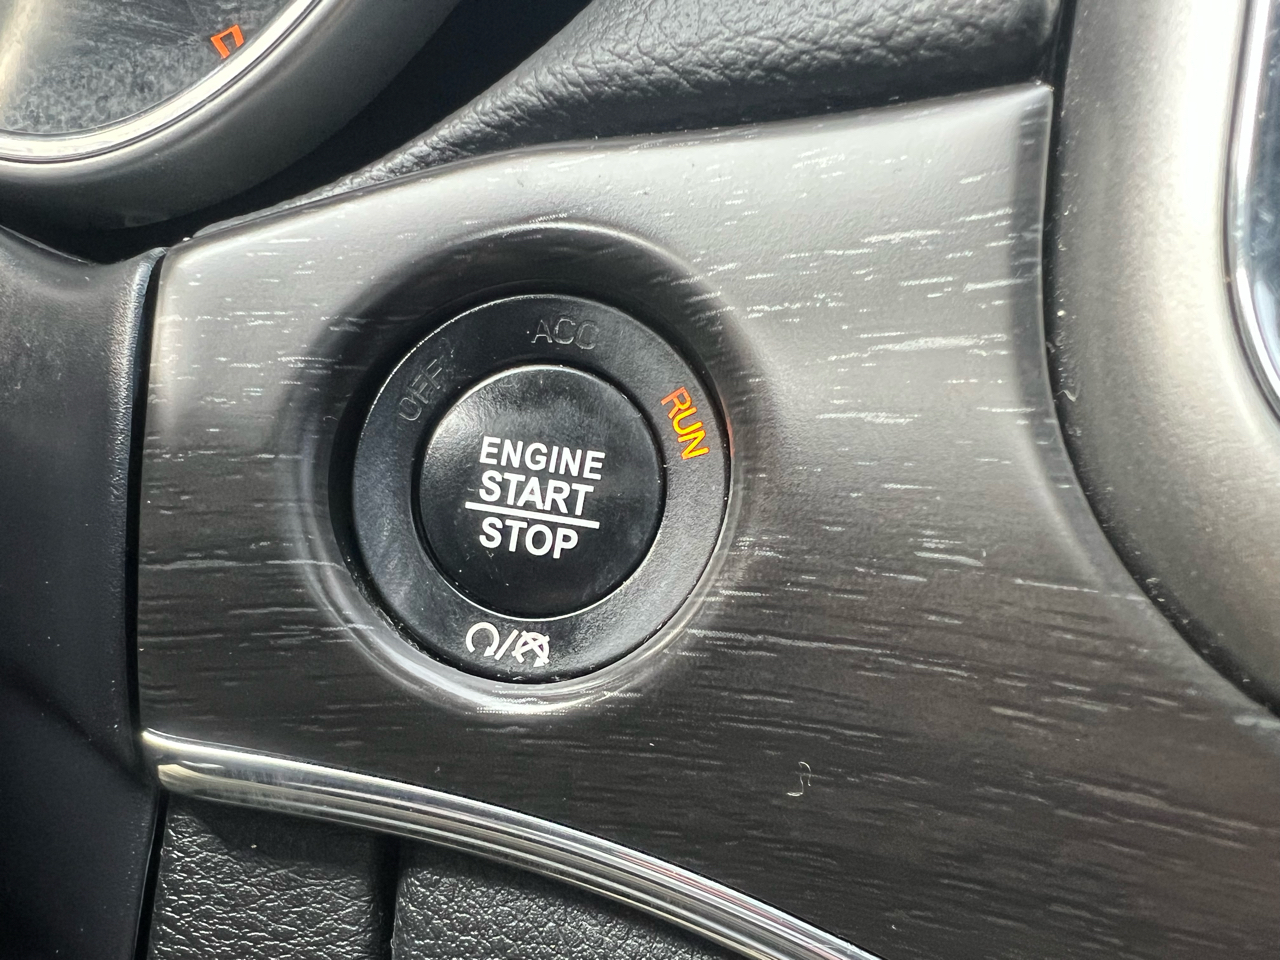 OFF
ACC
RUN
ENGINE
START
STOP